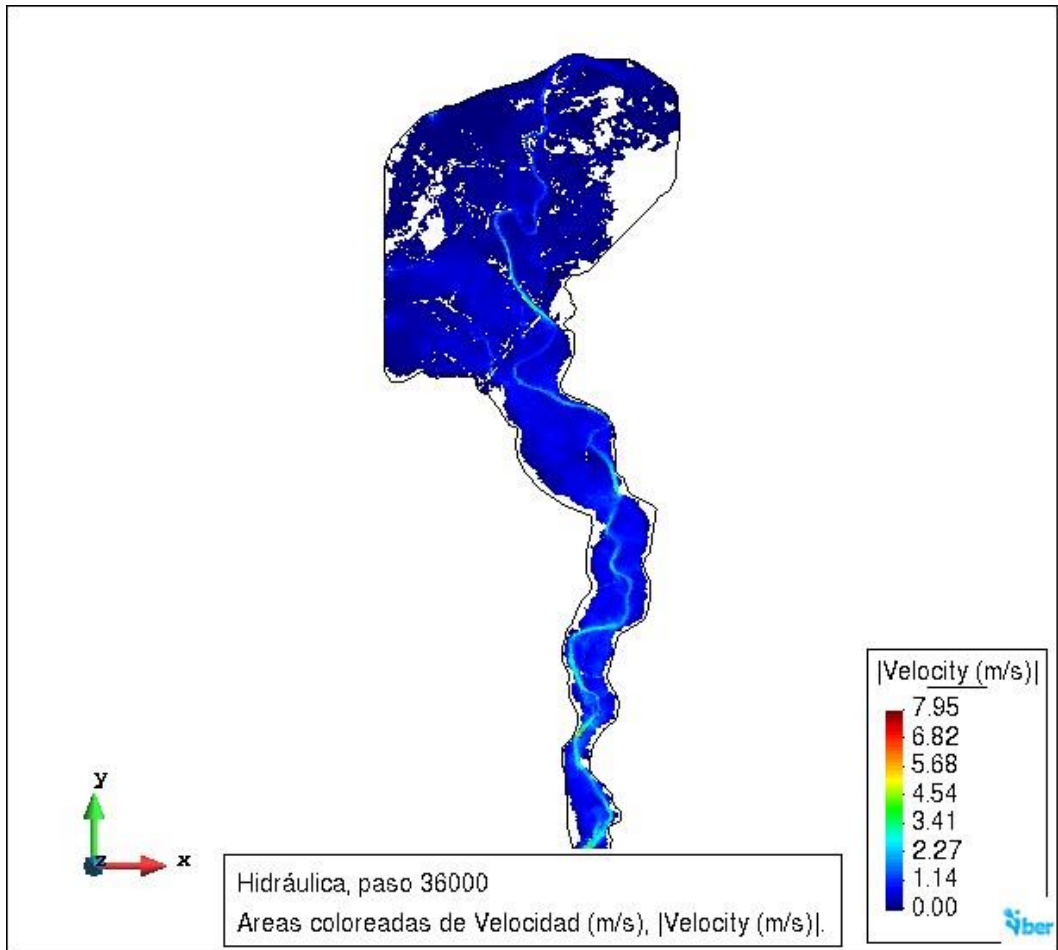 |Velocity (m/s)|
7.95
6.82
5.68
4.54
3.41
2.27
1.14
0.00
y
z
x
Hidráulica, paso 36000
Areas coloreadas de Velocidad (m/s), |Velocity (m/s)|.
iber